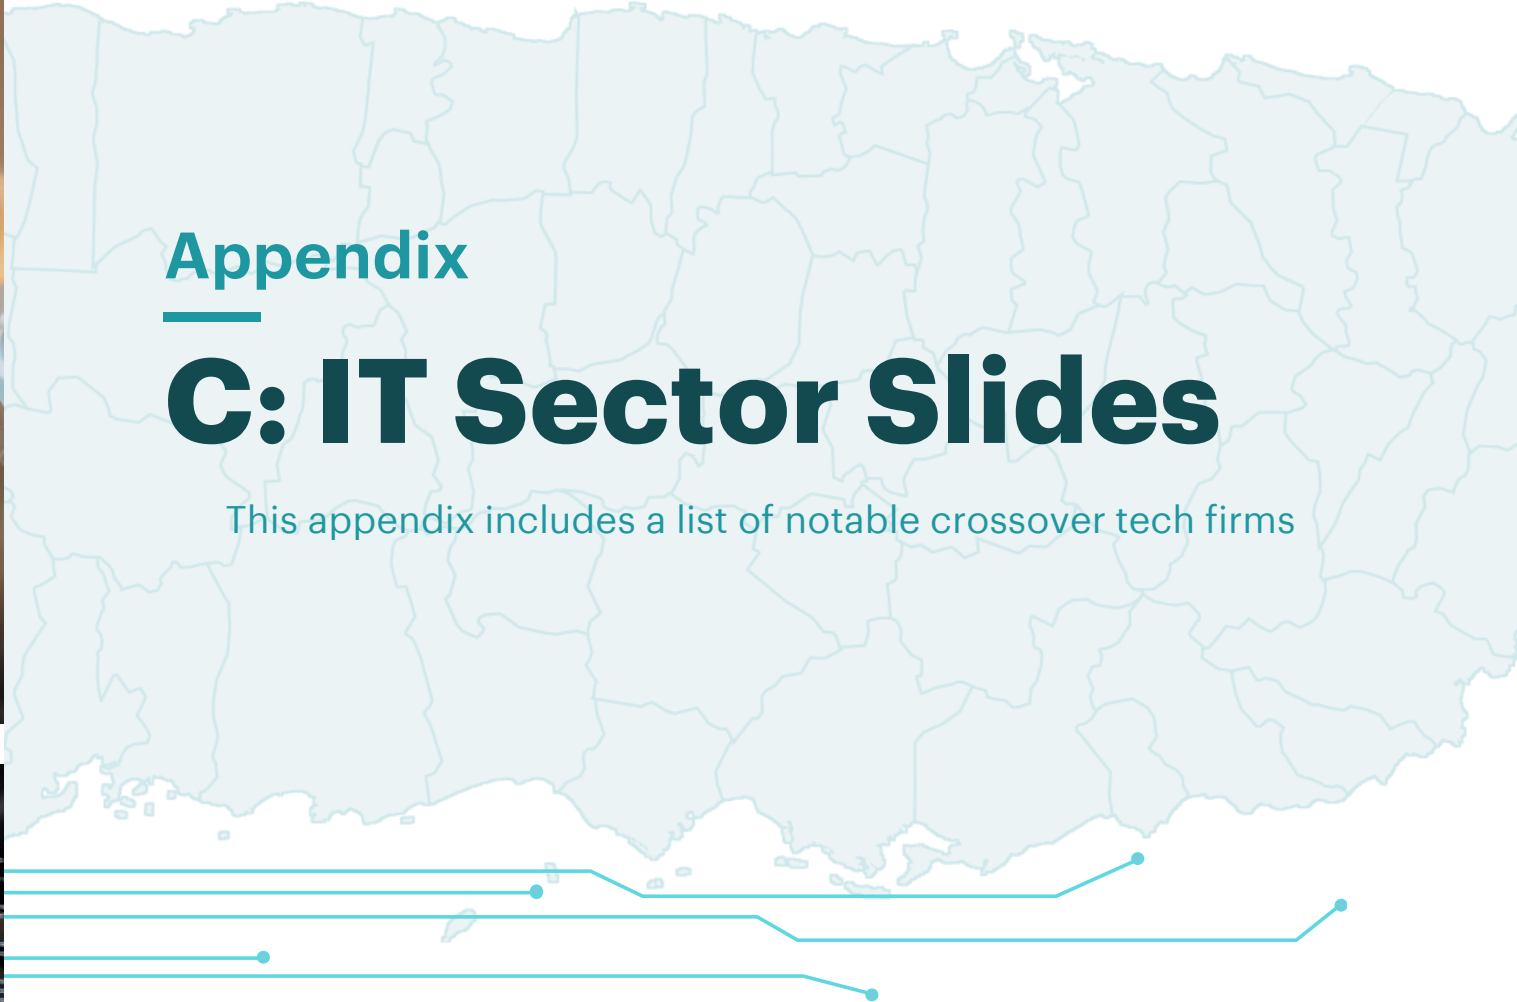 Appendix
C: IT Sector Slides
This appendix includes a list of notable crossover tech firms